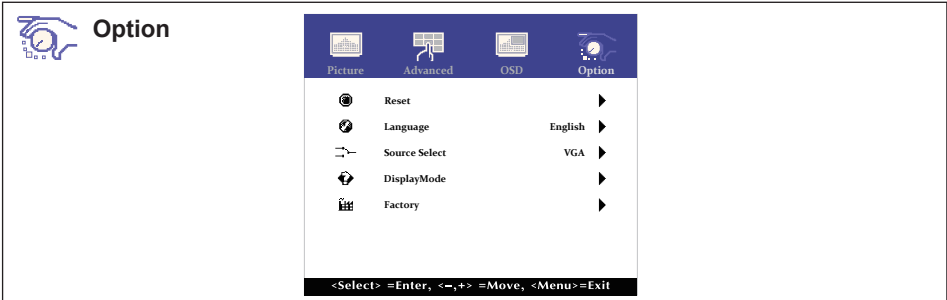 Option
Picture Advanced OSD Option
Reset
Language English
Source Select VGA
DisplayMode
Factory
<Select> =Enter, <–,+> =Move, <Menu>=Exit